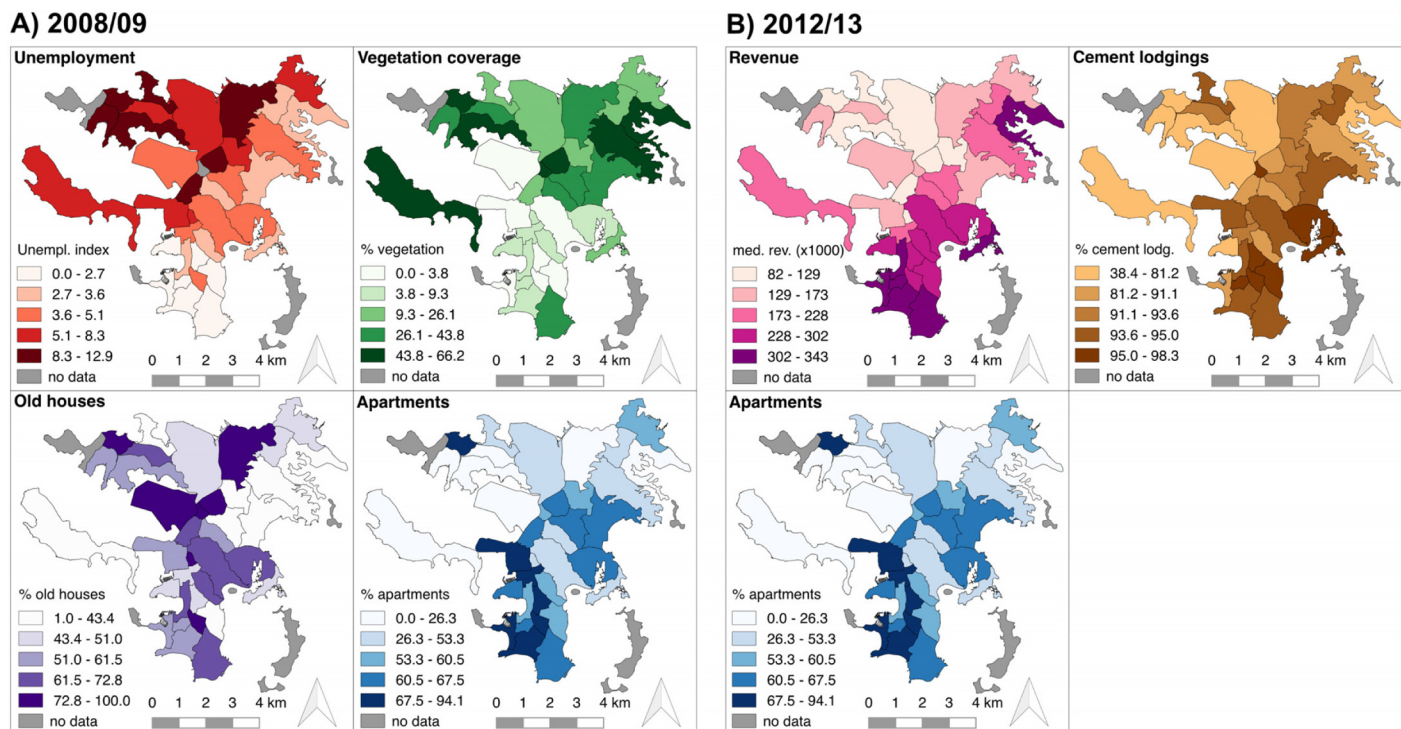 A) 2008/09
Unemployment
Unempl. index
0.0 - 2.7
2.7 - 3.6
3.6 - 5.1
5.1 - 8.3
8.3 - 12.9
no data
0 1 2 3 4 km
Vegetation coverage
% vegetation
0.0 - 3.8
3.8 - 9.3
9.3 - 26.1
26.1 - 43.8
43.8 - 66.2
no data
0 1 2 3 4 km
Old houses
% old houses
1.0 - 43.4
43.4 - 51.0
51.0 - 61.5
61.5 - 72.8
72.8 - 100.0
no data
0 1 2 3 4 km
Apartments
% apartments
0.0 - 26.3
26.3 - 53.3
53.3 - 60.5
60.5 - 67.5
67.5 - 94.1
no data
0 1 2 3 4 km
B) 2012/13
Revenue
med. rev. (x1000)
82 - 129
129 - 173
173 - 228
228 - 302
302 - 343
no data
0 1 2 3 4 km
Cement lodgings
% cement lodg.
38.4 - 81.2
81.2 - 91.1
91.1 - 93.6
93.6 - 95.0
95.0 - 98.3
no data
0 1 2 3 4 km
Apartments
% apartments
0.0 - 26.3
26.3 - 53.3
53.3 - 60.5
60.5 - 67.5
67.5 - 94.1
no data
0 1 2 3 4 km